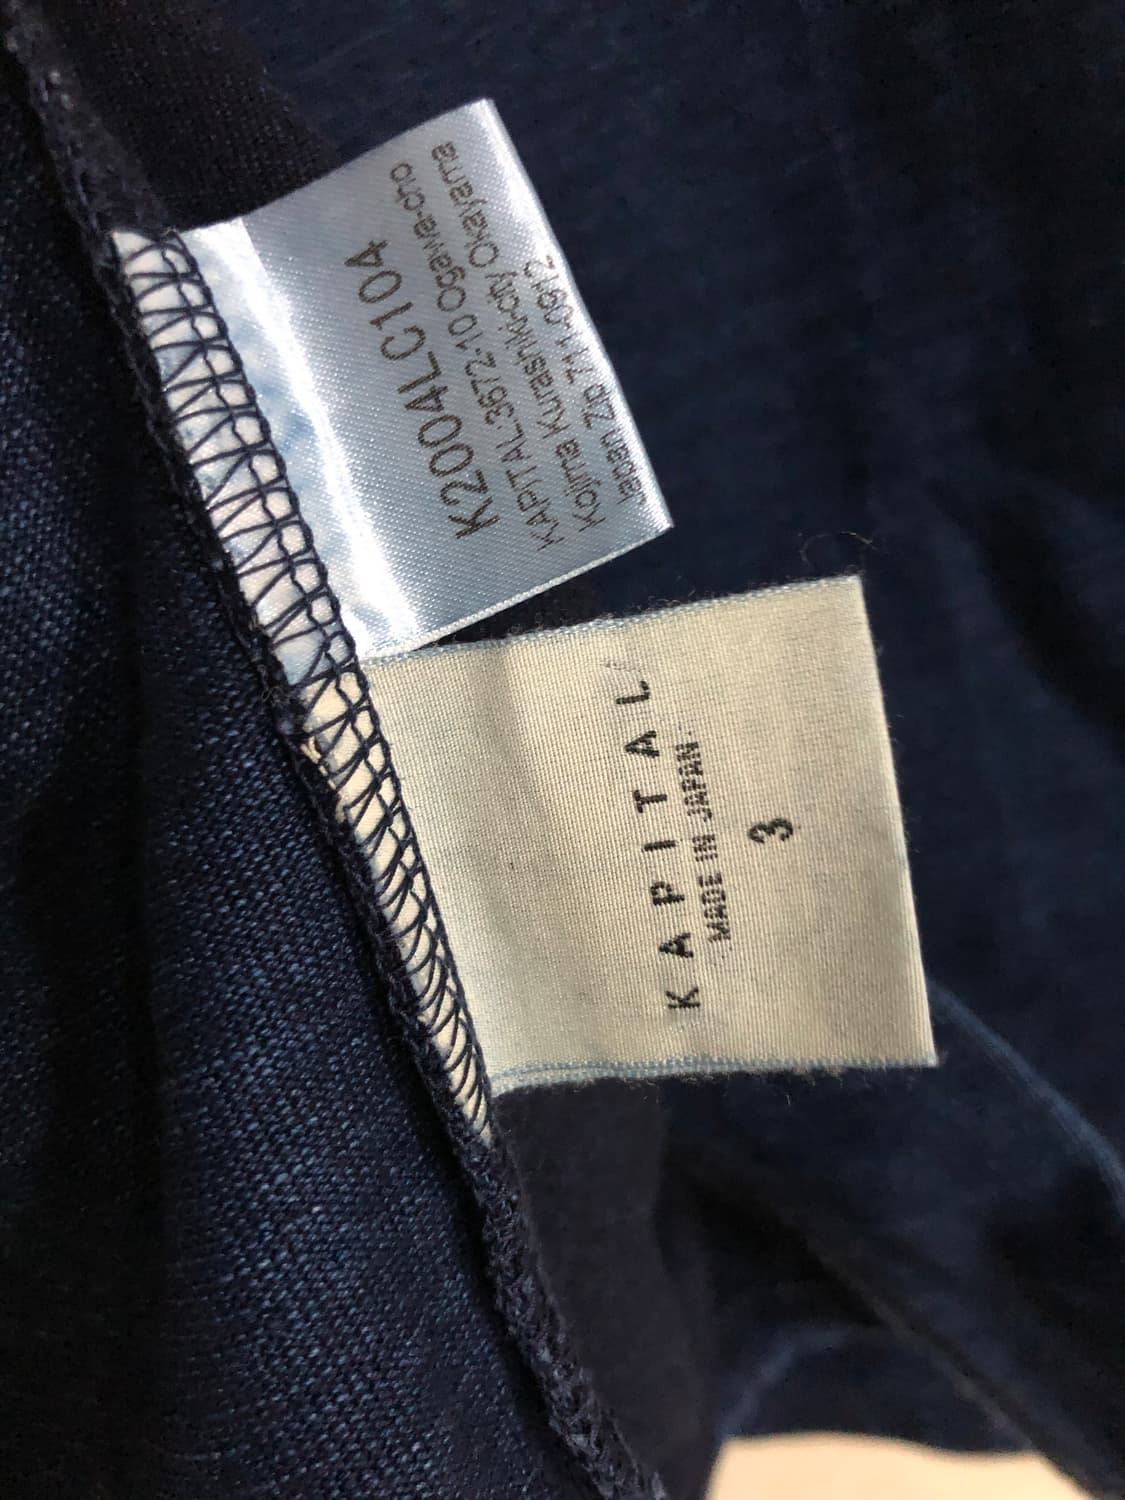 K2004LC104
KAPITAL:3672-10 Ogawa-cho
Kojima Kurashiki-city Okayama
Japan Zip 711-0912
KAPITAL
MADE IN JAPAN
3